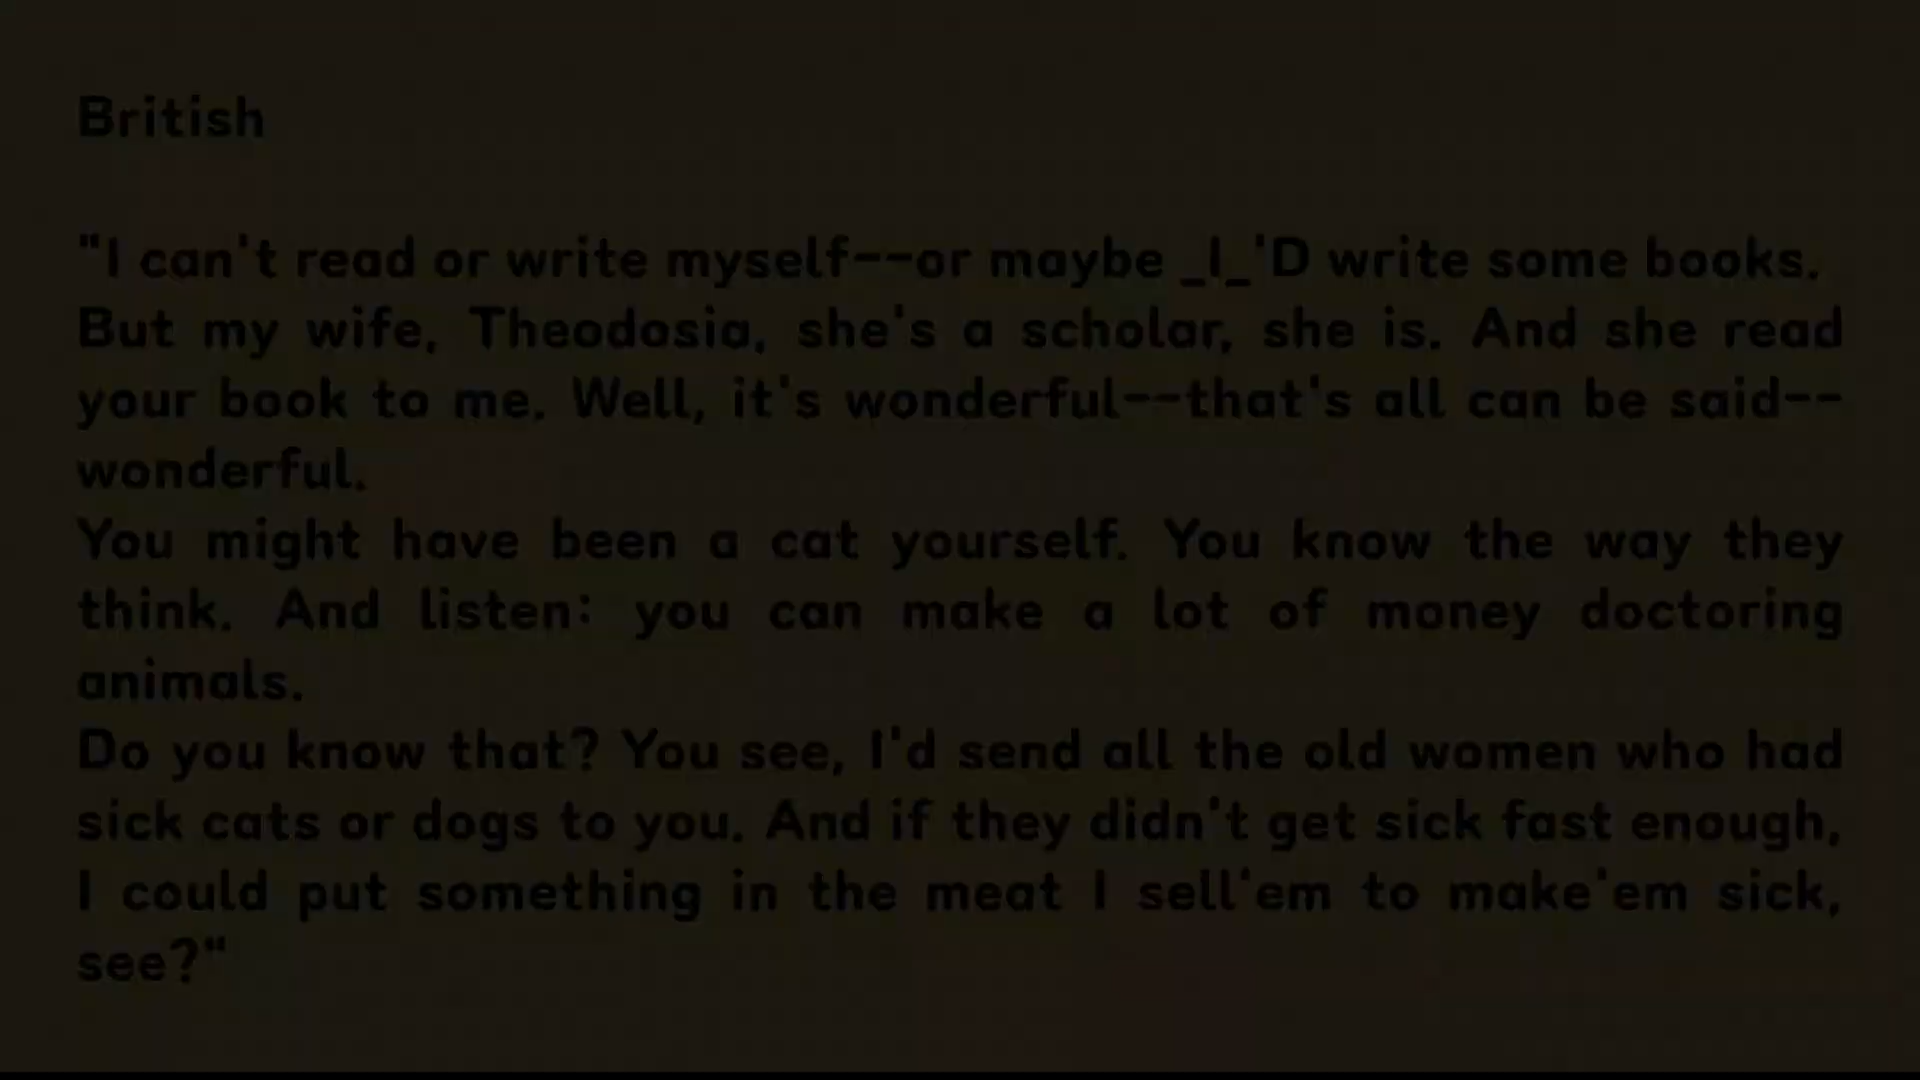 British
"I can't read or write myself--or maybe _I_'D write some books.
But my wife, Theodosia, she's a scholar, she is. And she read
your book to me. Well, it's wonderful--that's all can be said--
wonderful.
You might have been a cat yourself. You know the way they
think. And listen: you can make a lot of money doctoring
animals.
Do you know that? You see, I'd send all the old women who had
sick cats or dogs to you. And if they didn't get sick fast enough,
I could put something in the meat I sell'em to make'em sick,
see?"